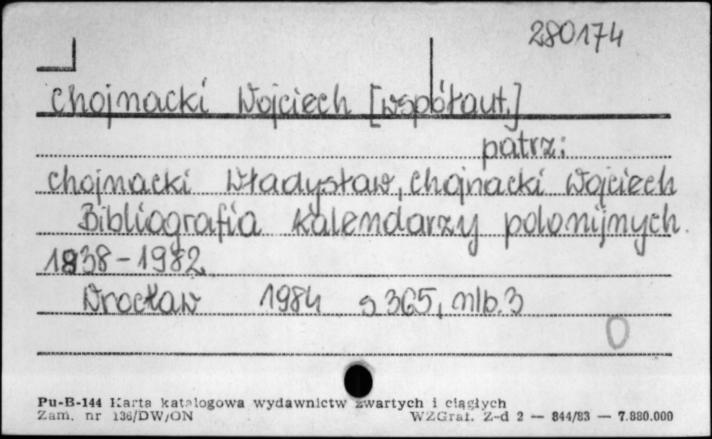 280174
Chojnacki Wojciech [współaut.]
patrz:
Chojnacki Władysław, Chojnacki Wojciech
Bibliografia kalendarzy polonijnych.
1838-1982
Wrocław 1984 s 365, nlb. 3
0
Pu-B-144 Karta katalogowa wydawnictw zwartych i ciągłych
Zam. nr 136/DW/ON WZGraf. Z-d 2 — 844/83 — 7.880.000